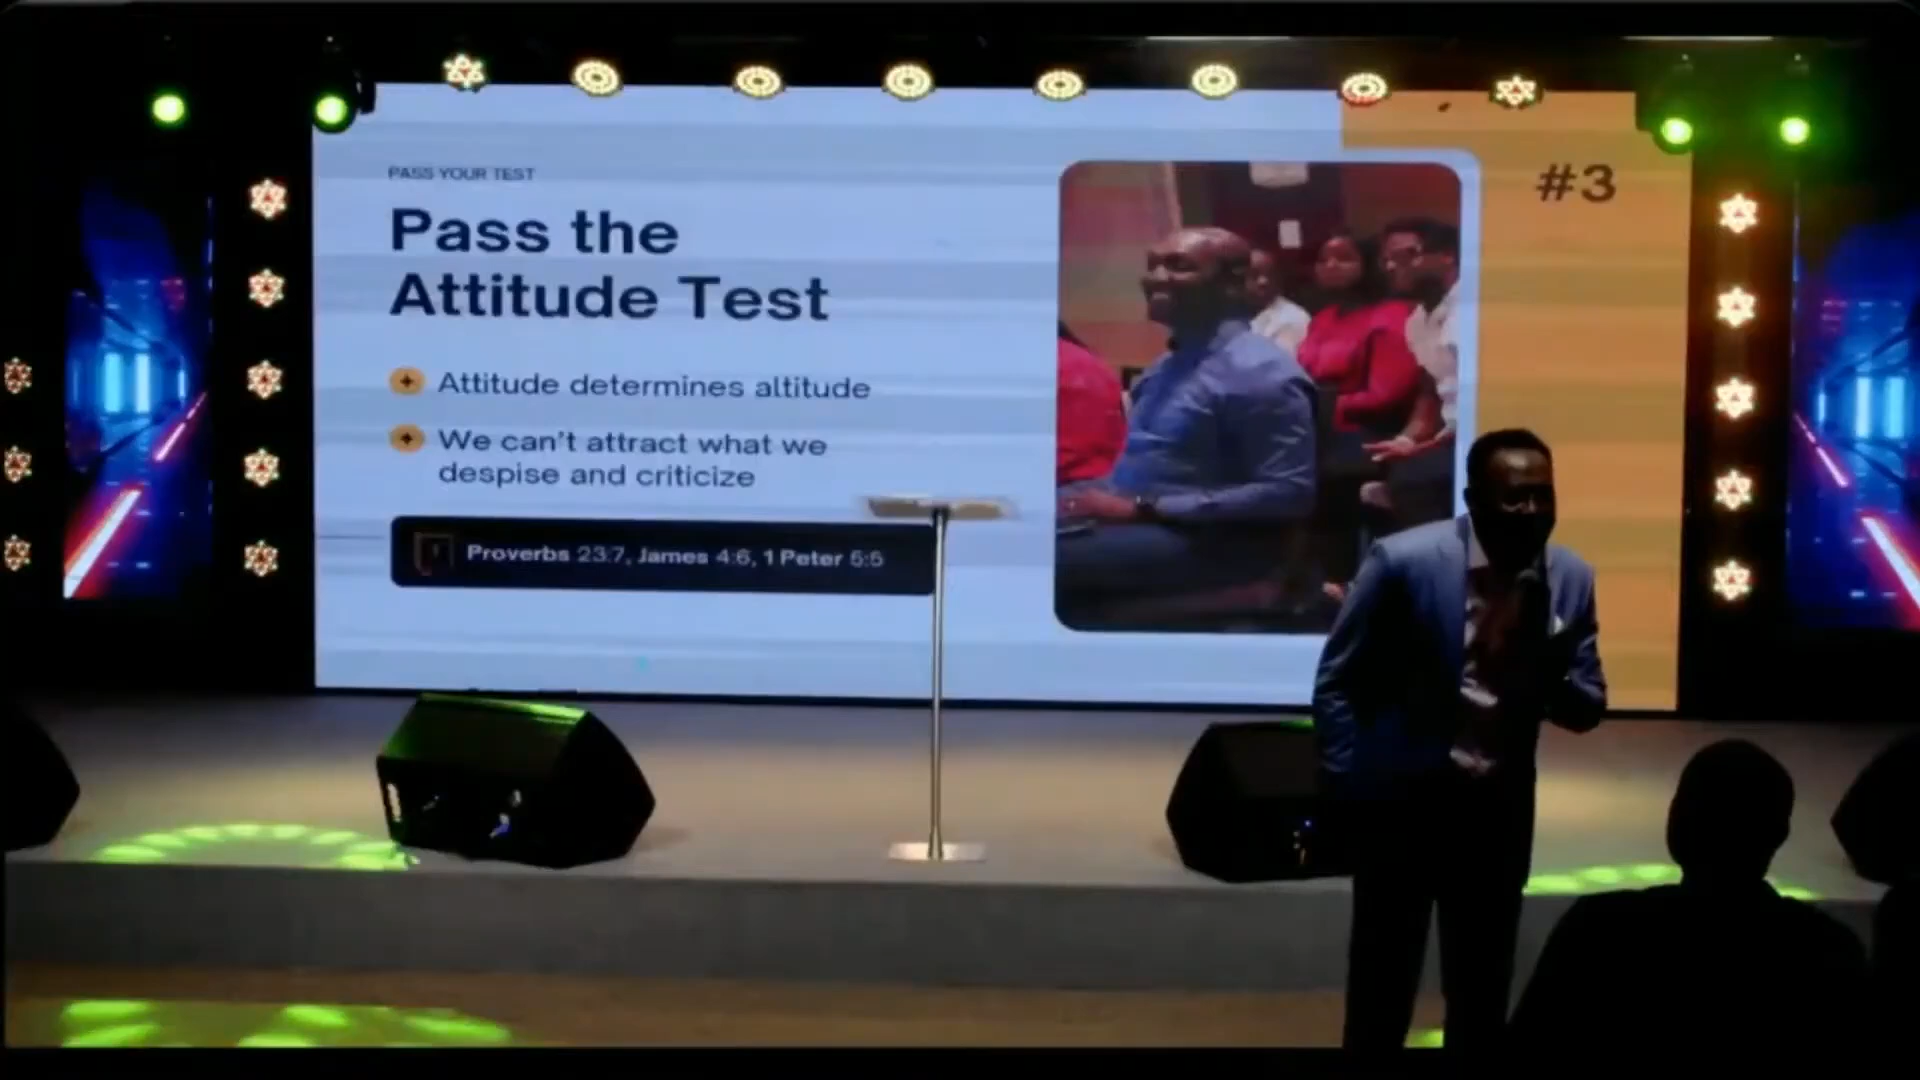 PASS YOUR TEST
#3
Pass the
Attitude Test
Attitude determines altitude
We can't attract what we
despise and criticize
Proverbs 23:7, James 4:6, 1 Peter 5:5